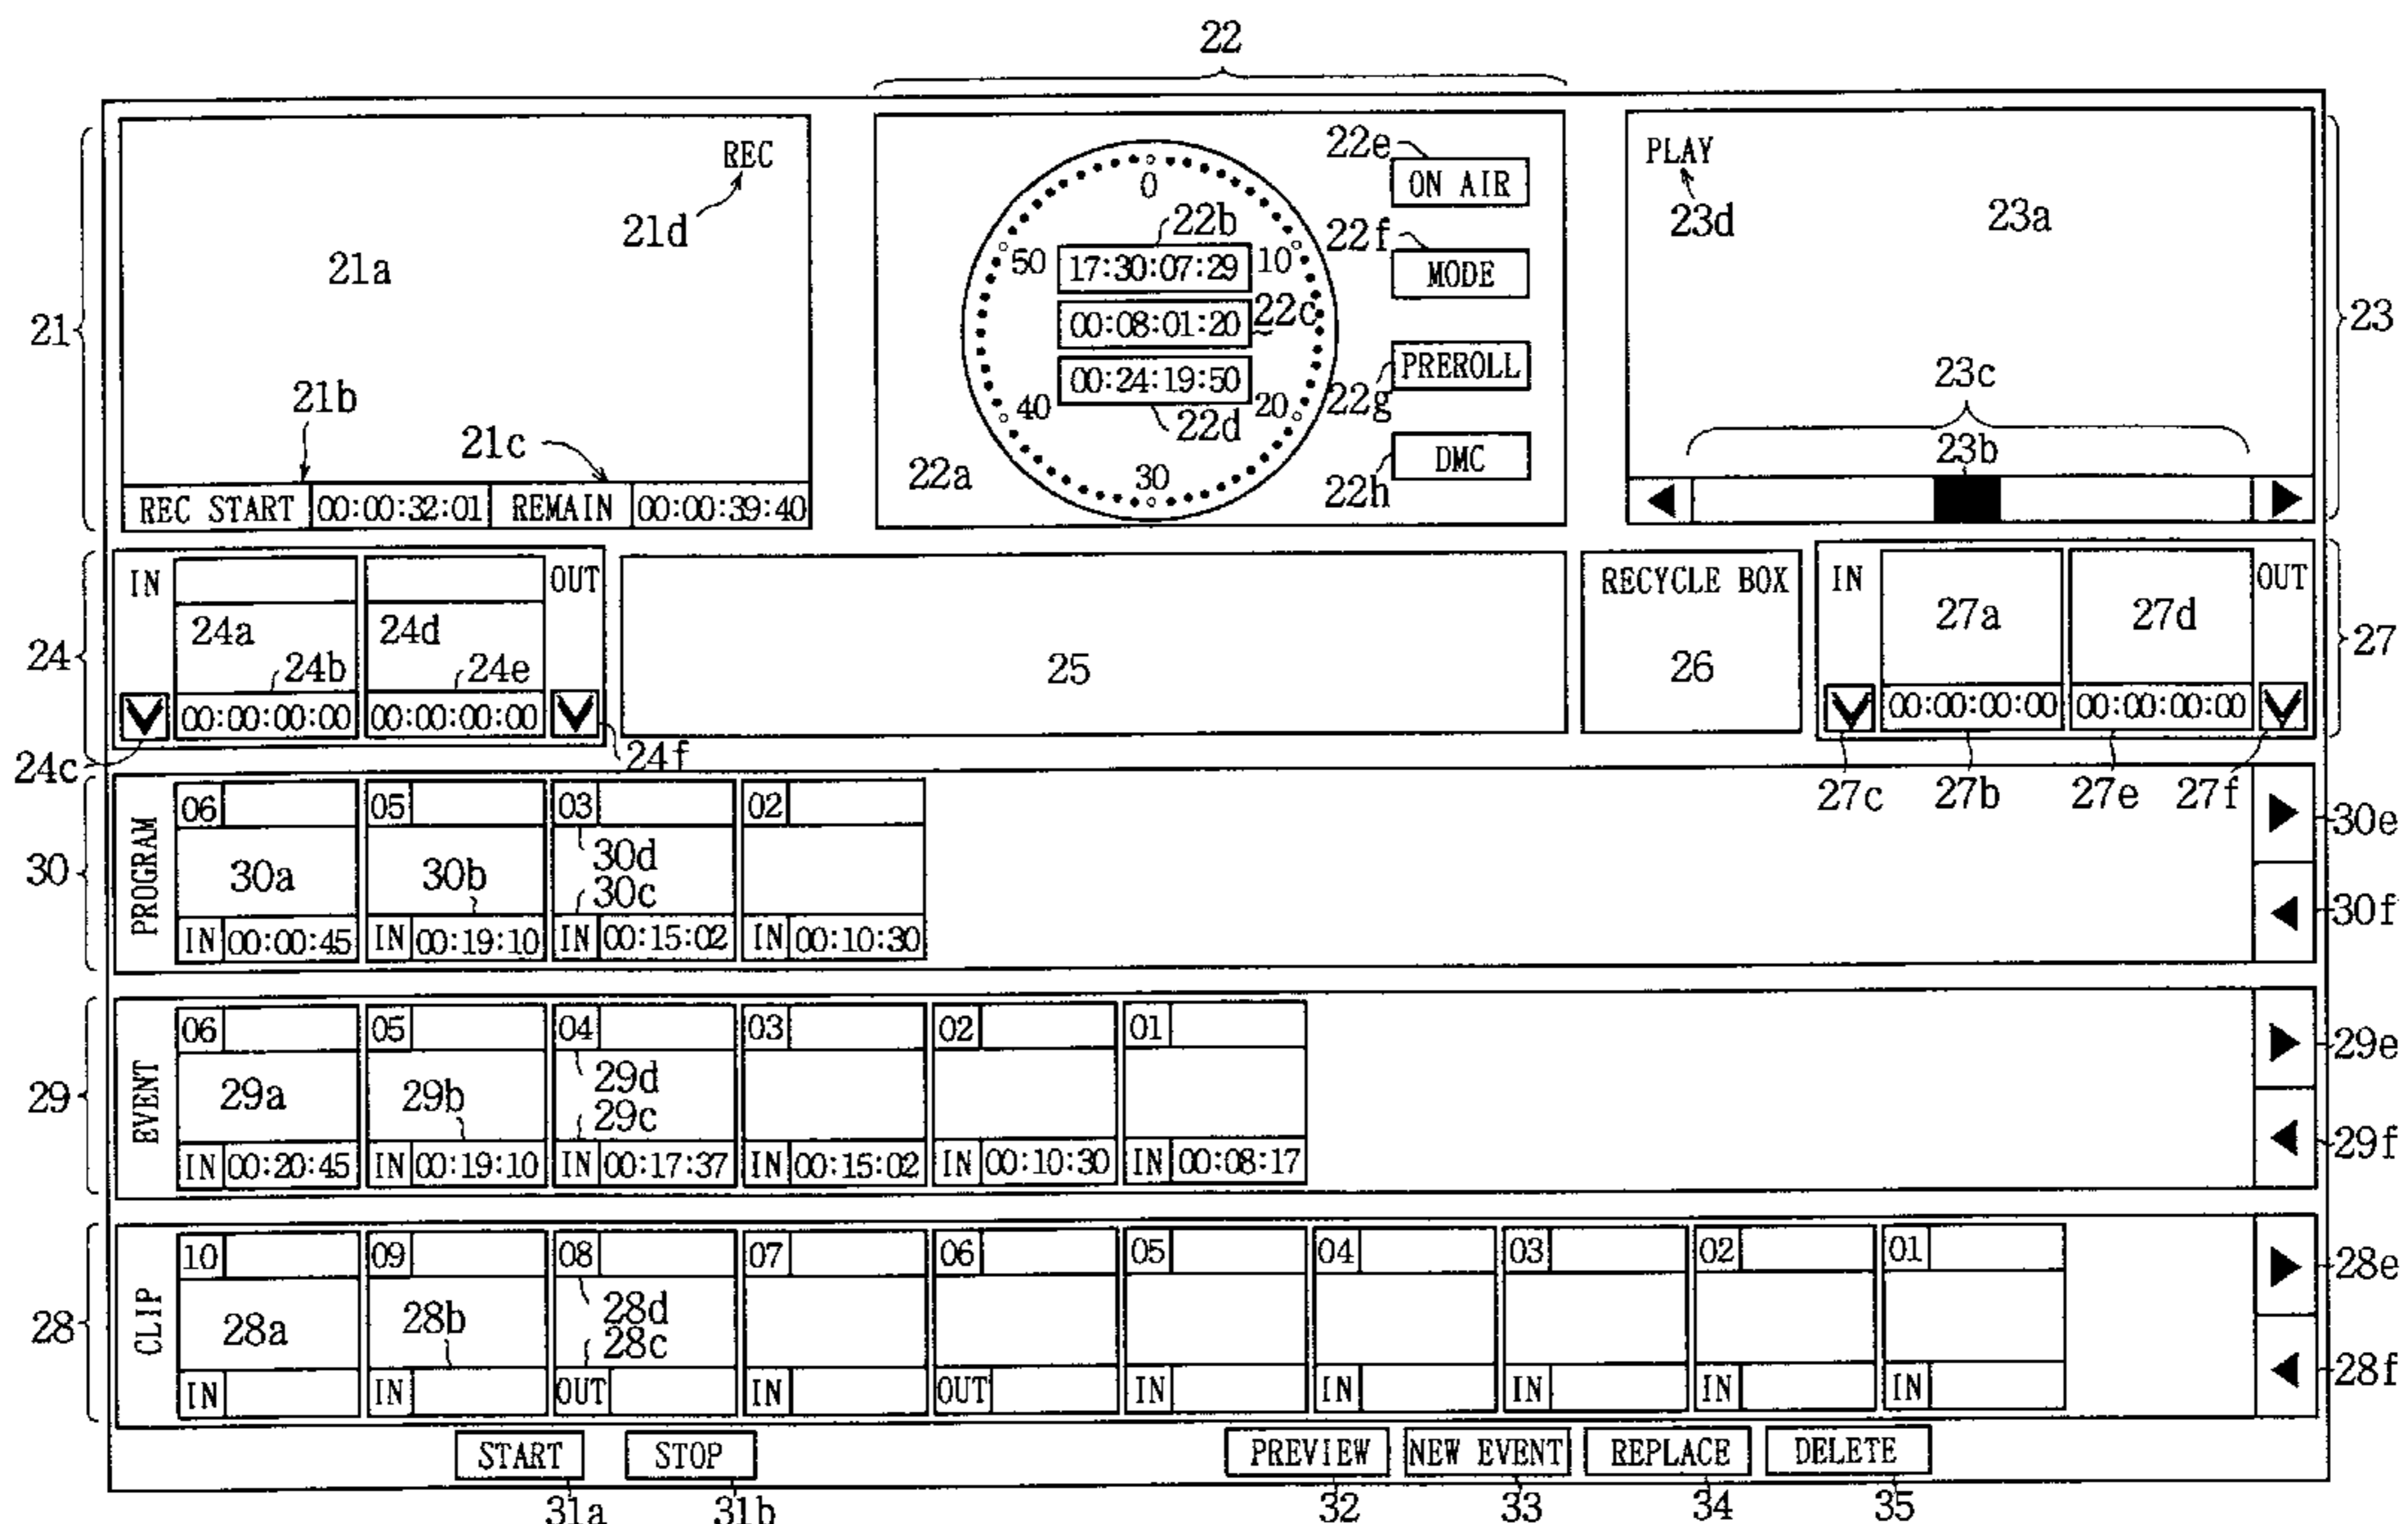 22
REC
21d
21a
21
21b
21c
REC START 00:00:32:01 REMAIN 00:00:39:40
0
10
20
30
40
50
22b
17:30:07:29
00:08:01:20
22c
00:24:19:50
22d
22a
22e
ON AIR
22f
MODE
22g
PREROLL
22h
DMC
PLAY
23d
23a
23
23c
23b
24
IN
24a
24b
00:00:00:00
24d
24e
00:00:00:00
OUT
24c
24f
25
RECYCLE BOX
26
IN
27a
27d
OUT
27
00:00:00:00 00:00:00:00
27c 27b 27e 27f
30
PROGRAM
06 05 03 02
30a
30b
30d
30c
IN 00:00:45 IN 00:19:10 IN 00:15:02 IN 00:10:30
30e
30f
29
EVENT
06 05 04 03 02 01
29a
29b
29d
29c
IN 00:20:45 IN 00:19:10 IN 00:17:37 IN 00:15:02 IN 00:10:30 IN 00:08:17
29e
29f
28
CLIP
10 09 08 07 06 05 04 03 02 01
28a
28b
28d
28c
IN IN OUT IN OUT IN IN IN IN IN
28e
28f
START STOP PREVIEW NEW EVENT REPLACE DELETE
31a 31b 32 33 34 35